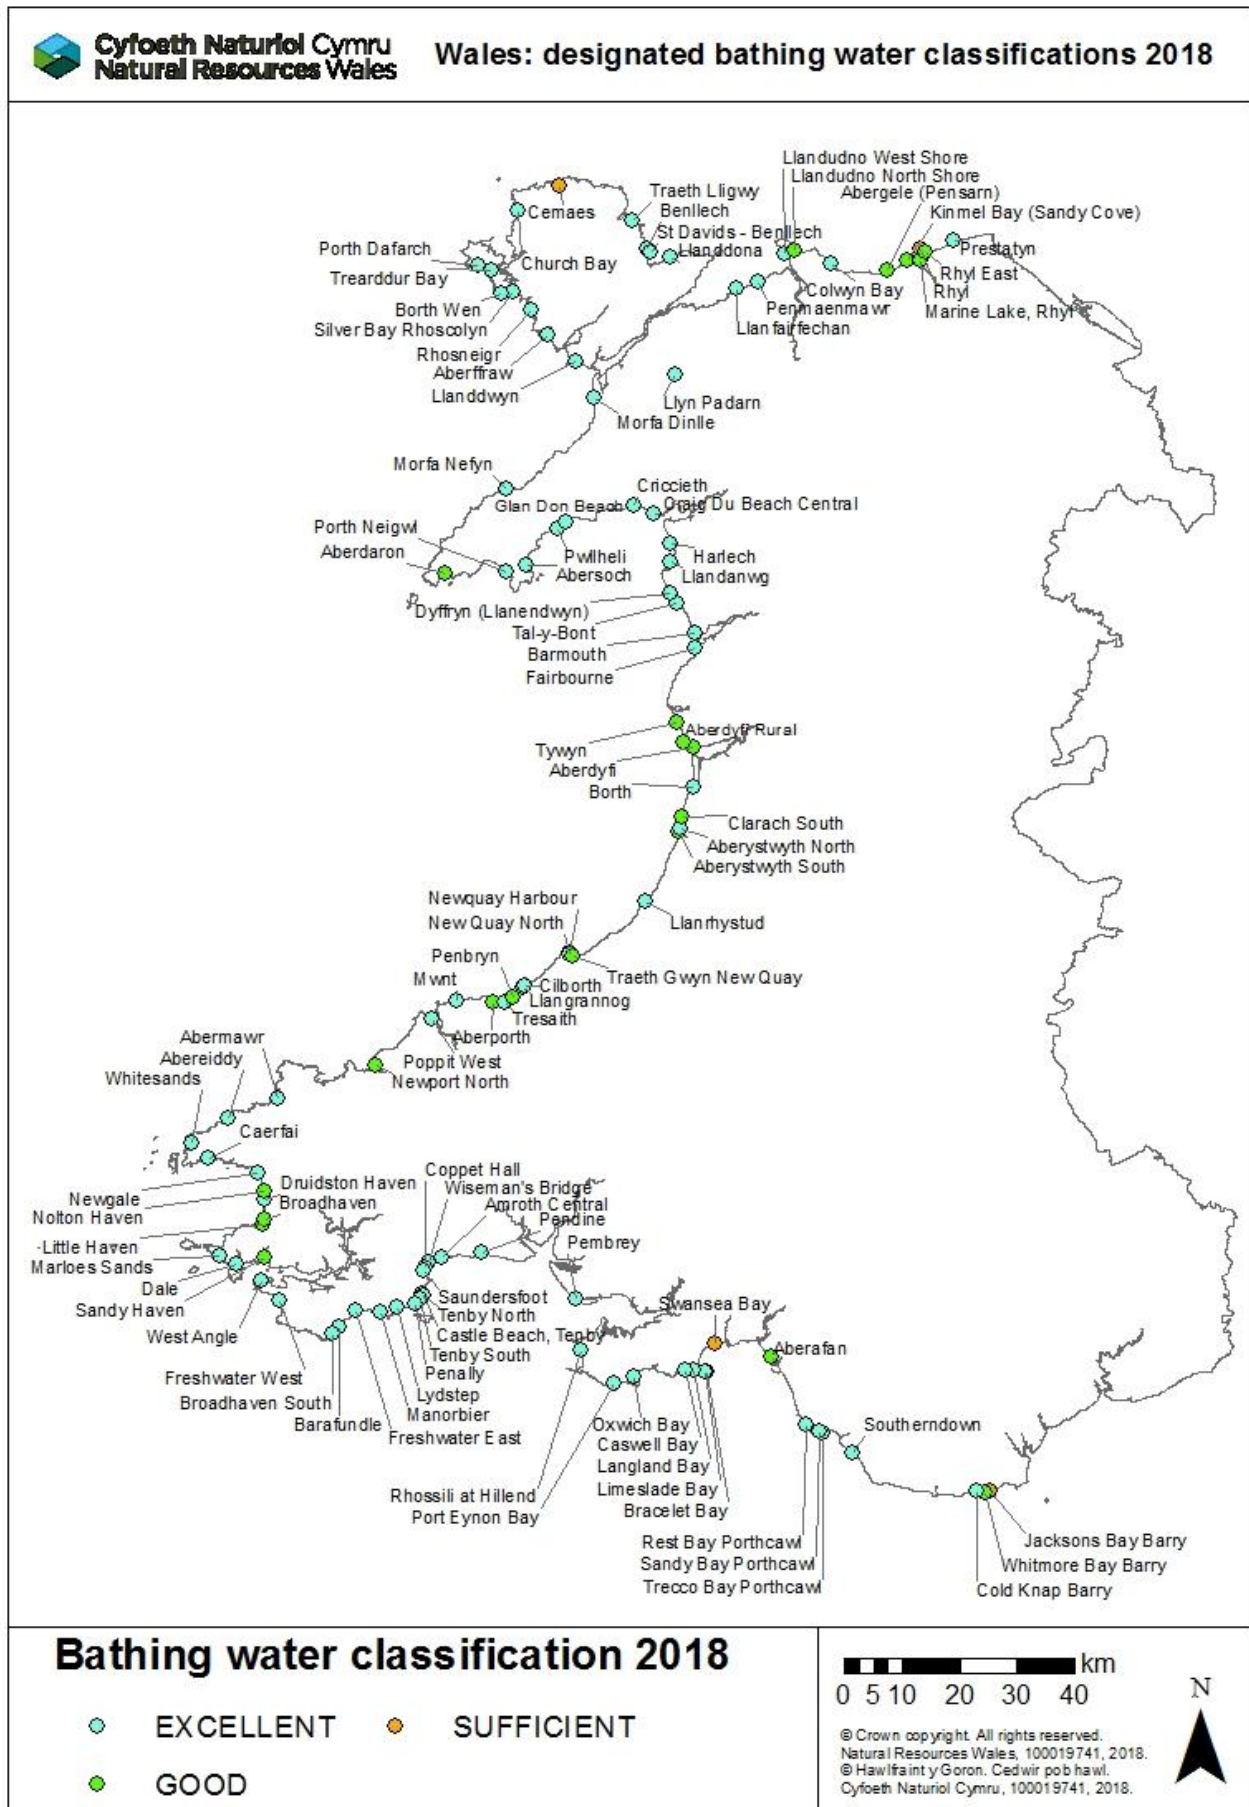 Cyfoeth Naturiol Cymru
Natural Resources Wales
Wales: designated bathing water classifications 2018
Llandudno West Shore
Llandudno North Shore
Abergele (Pensarn)
Kinmel Bay (Sandy Cove)
Traeth Lligwy
Benllech
Cemaes
St Davids - Benllech
Llanddona
Prestatyn
Porth Dafarch
Church Bay
Trearddur Bay
Rhyl East
Rhyl
Colwyn Bay
Marine Lake, Rhyl
Borth Wen
Penmaenmawr
Silver Bay Rhoscolyn
Llanfairfechan
Rhosneigr
Aberffraw
Llanddwyn
Llyn Padarn
Morfa Dinlle
Morfa Nefyn
Criccieth
Glan Don Beach
Craig Du Beach Central
Porth Neigwl
Aberdaron
Pwllheli
Harlech
Abersoch
Llandanwg
Dyffryn (Llanendwyn)
Tal-y-Bont
Barmouth
Fairbourne
Aberdyfi Rural
Tywyn
Aberdyfi
Borth
Clarach South
Aberystwyth North
Aberystwyth South
Newquay Harbour
New Quay North
Llanrhystud
Penbryn
Traeth Gwyn New Quay
Mwnt
Cilborth
Llangrannog
Tresaith
Aberporth
Abermawr
Abereiddy
Poppit West
Whitesands
Newport North
Caerfai
Coppet Hall
Druidston Haven
Wiseman's Bridge
Newgale
Broadhaven
Amroth Central
Nolton Haven
Pendine
Pembrey
Little Haven
Marloes Sands
Dale
Saundersfoot
Swansea Bay
Sandy Haven
Tenby North
West Angle
Castle Beach, Tenby
Aberafan
Tenby South
Penally
Freshwater West
Lydstep
Broadhaven South
Manorbier
Barafundle
Freshwater East
Oxwich Bay
Southerndown
Caswell Bay
Langland Bay
Rhossili at Hillend
Limeslade Bay
Port Eynon Bay
Bracelet Bay
Rest Bay Porthcawl
Jacksons Bay Barry
Sandy Bay Porthcawl
Whitmore Bay Barry
Trecco Bay Porthcawl
Cold Knap Barry
Bathing water classification 2018
EXCELLENT
SUFFICIENT
GOOD
km
0 5 10 20 30 40
N
© Crown copyright. All rights reserved.
Natural Resources Wales, 100019741, 2018.
© Hawlfraint y Goron. Cedwir pob hawl.
Cyfoeth Naturiol Cymru, 100019741, 2018.